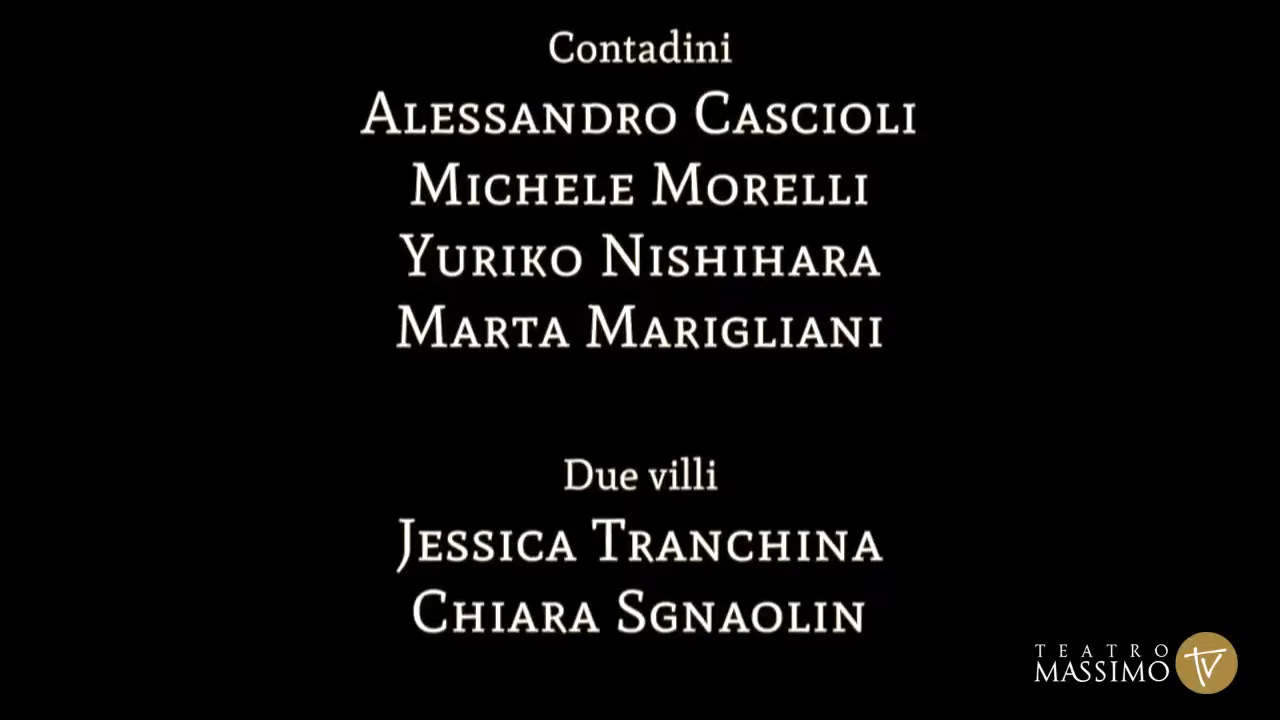 Contadini
ALESSANDRO CASCIOLI
MICHELE MORELLI
YURIKO NISHIHARA
MARTA MARIGLIANI
Due villi
JESSICA TRANCHINA
CHIARA SGNAOLIN
TEATRO
MASSIMO TV